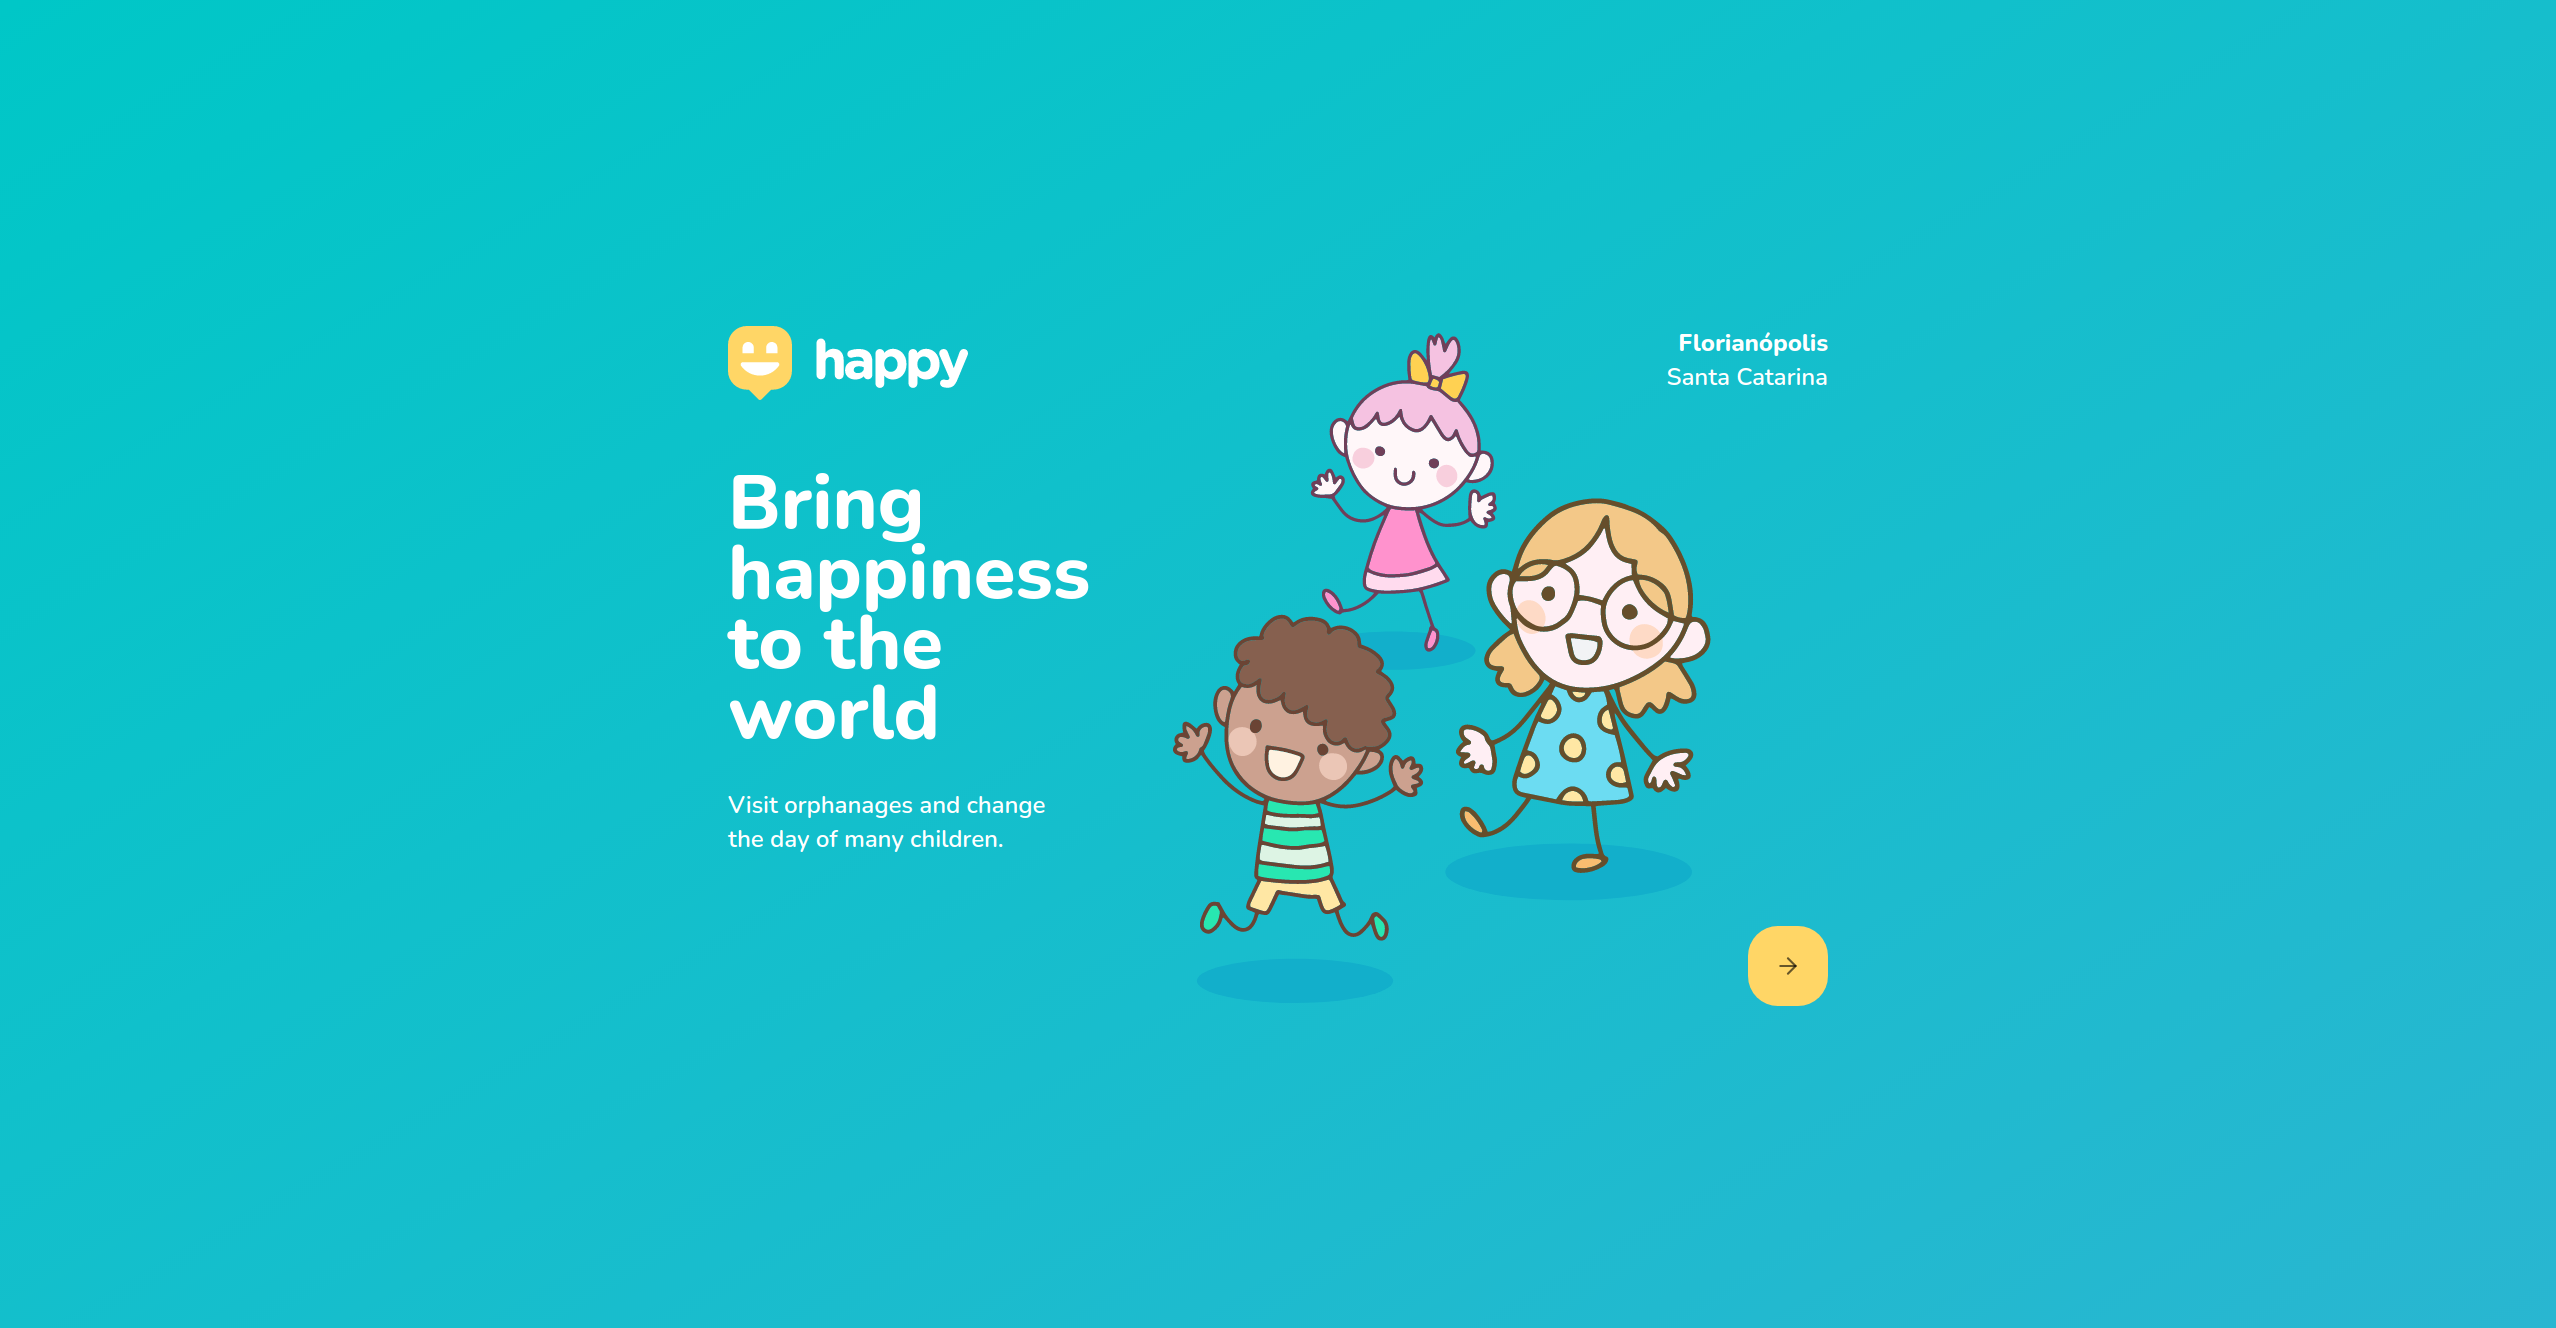 happy
Florianópolis
Santa Catarina
Bring
happiness
to the
world
Visit orphanages and change
the day of many children.